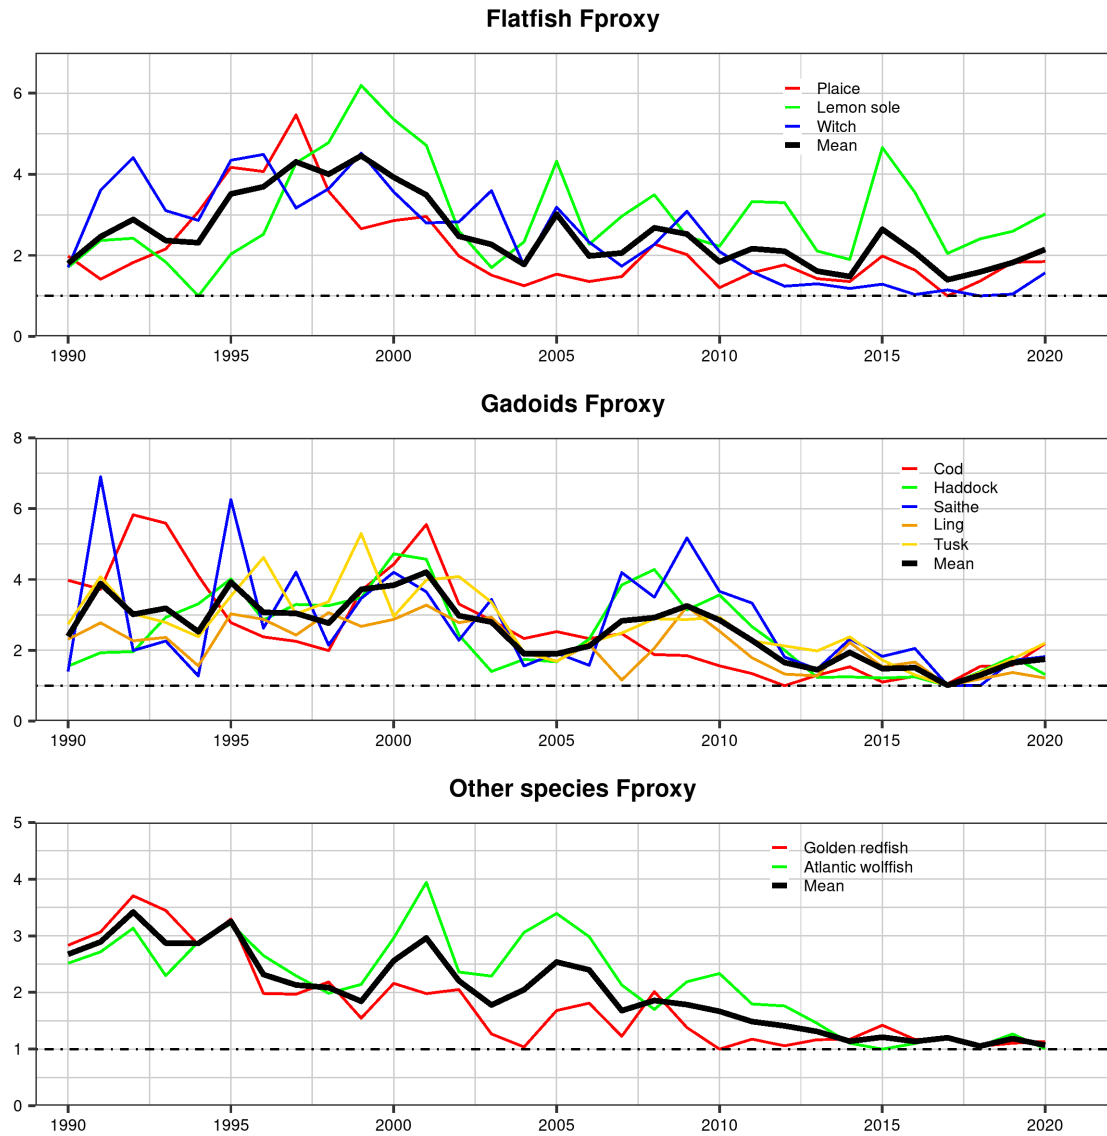 Flatfish Fproxy
6
4
2
0
Plaice
Lemon sole
Witch
Mean
1990 1995 2000 2005 2010 2015 2020
Gadoids Fproxy
8
6
4
2
0
Cod
Haddock
Saithe
Ling
Tusk
Mean
1990 1995 2000 2005 2010 2015 2020
Other species Fproxy
5
4
3
2
1
0
Golden redfish
Atlantic wolffish
Mean
1990 1995 2000 2005 2010 2015 2020